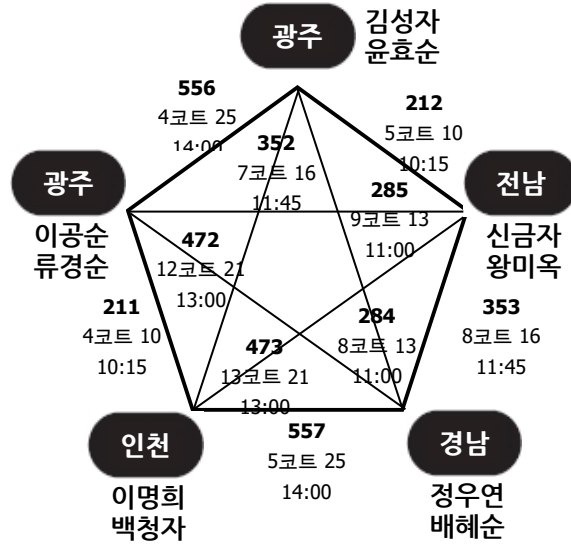 광주
김성자
윤효순
556
4코트 25
14:00
212
5코트 10
10:15
352
7코트 16
11:45
광주
이공순
류경순
285
9코트 13
11:00
전남
신금자
왕미옥
472
12코트 21
13:00
211
4코트 10
10:15
284
8코트 13
11:00
353
8코트 16
11:45
473
13코트 21
13:00
인천
이명희
백청자
557
5코트 25
14:00
경남
정우연
배혜순